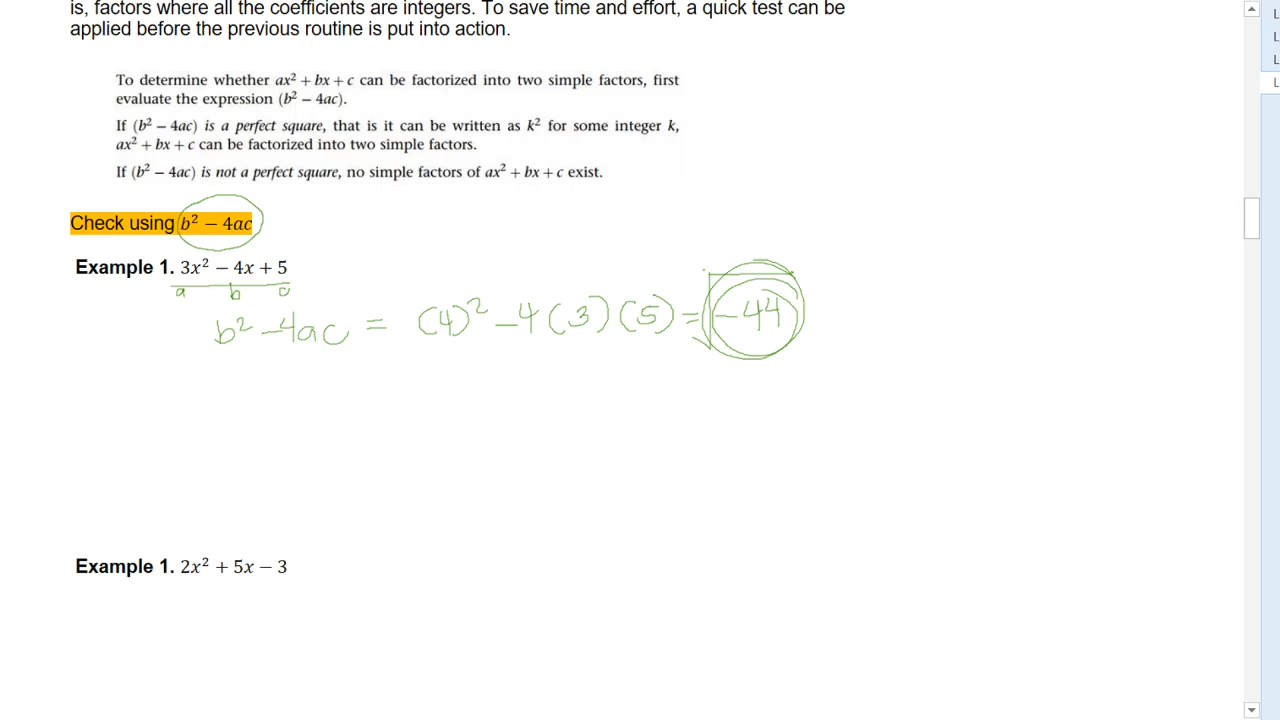 is, factors where all the coefficients are integers. To save time and effort, a quick test can be
applied before the previous routine is put into action.
To determine whether ax² + bx + c can be factorized into two simple factors, first
evaluate the expression (b² – 4ac).
If (b² – 4ac) is a perfect square, that is it can be written as k² for some integer k,
ax² + bx + c can be factorized into two simple factors.
If (b² – 4ac) is not a perfect square, no simple factors of ax² + bx + c exist.
Check using b² – 4ac
Example 1. 3x² – 4x + 5
a b c
b² – 4ac = (4)² – 4(3)(5) = √-44
Example 1. 2x² + 5x – 3
L
L
L
L